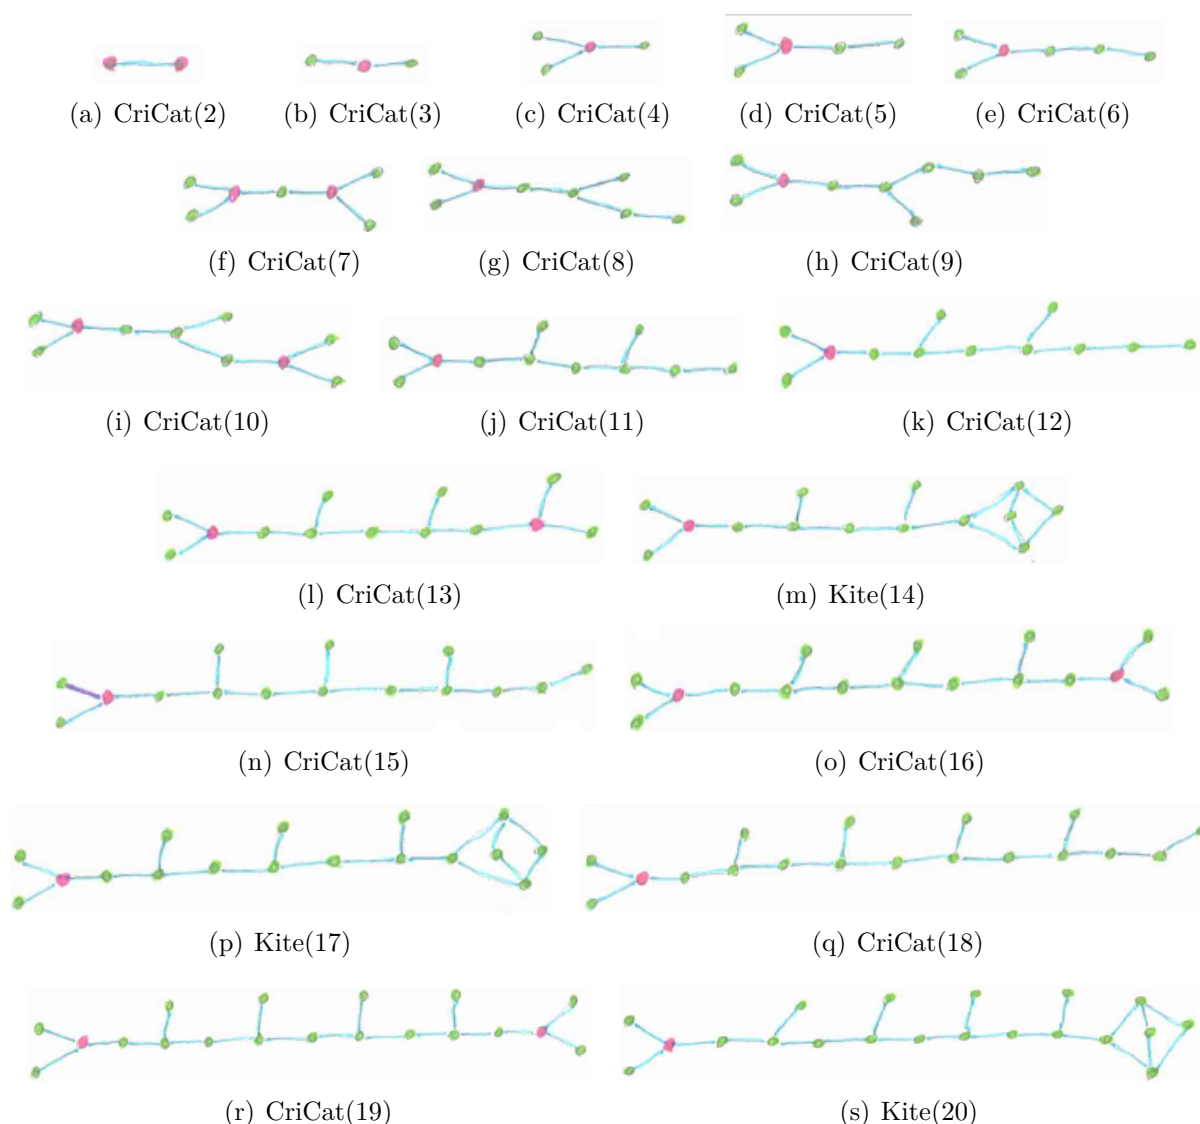 (a) CriCat(2) (b) CriCat(3) (c) CriCat(4) (d) CriCat(5) (e) CriCat(6)
(f) CriCat(7) (g) CriCat(8) (h) CriCat(9)
(i) CriCat(10) (j) CriCat(11) (k) CriCat(12)
(l) CriCat(13) (m) Kite(14)
(n) CriCat(15) (o) CriCat(16)
(p) Kite(17) (q) CriCat(18)
(r) CriCat(19) (s) Kite(20)